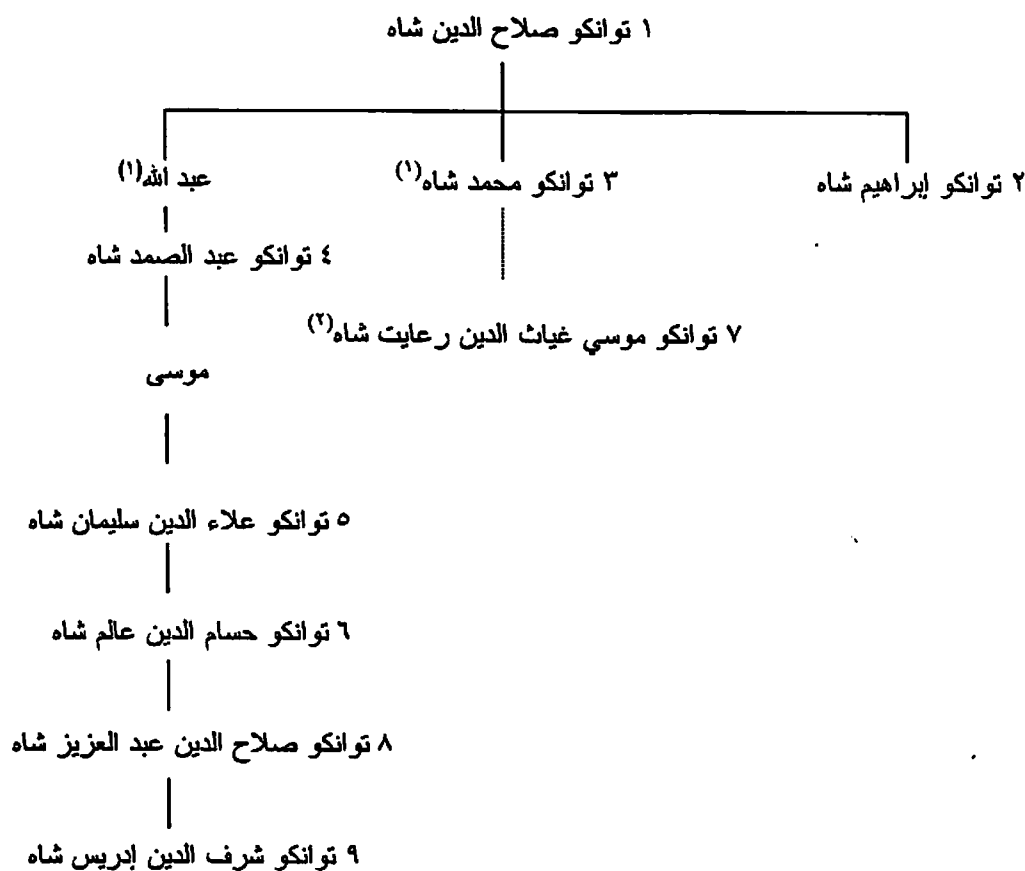 ١ توانكو صلاح الدين شاه
٢ توانكو إبراهيم شاه
٣ توانكو محمد شاه(١)
عبد الله(١)
٤ توانكو عبد الصمد شاه
٧ توانكو موسي غياث الدين رعايت شاه(٢)
موسى
٥ توانكو علاء الدين سليمان شاه
٦ توانكو حسام الدين عالم شاه
٨ توانكو صلاح الدين عبد العزيز شاه
٩ توانكو شرف الدين إدريس شاه